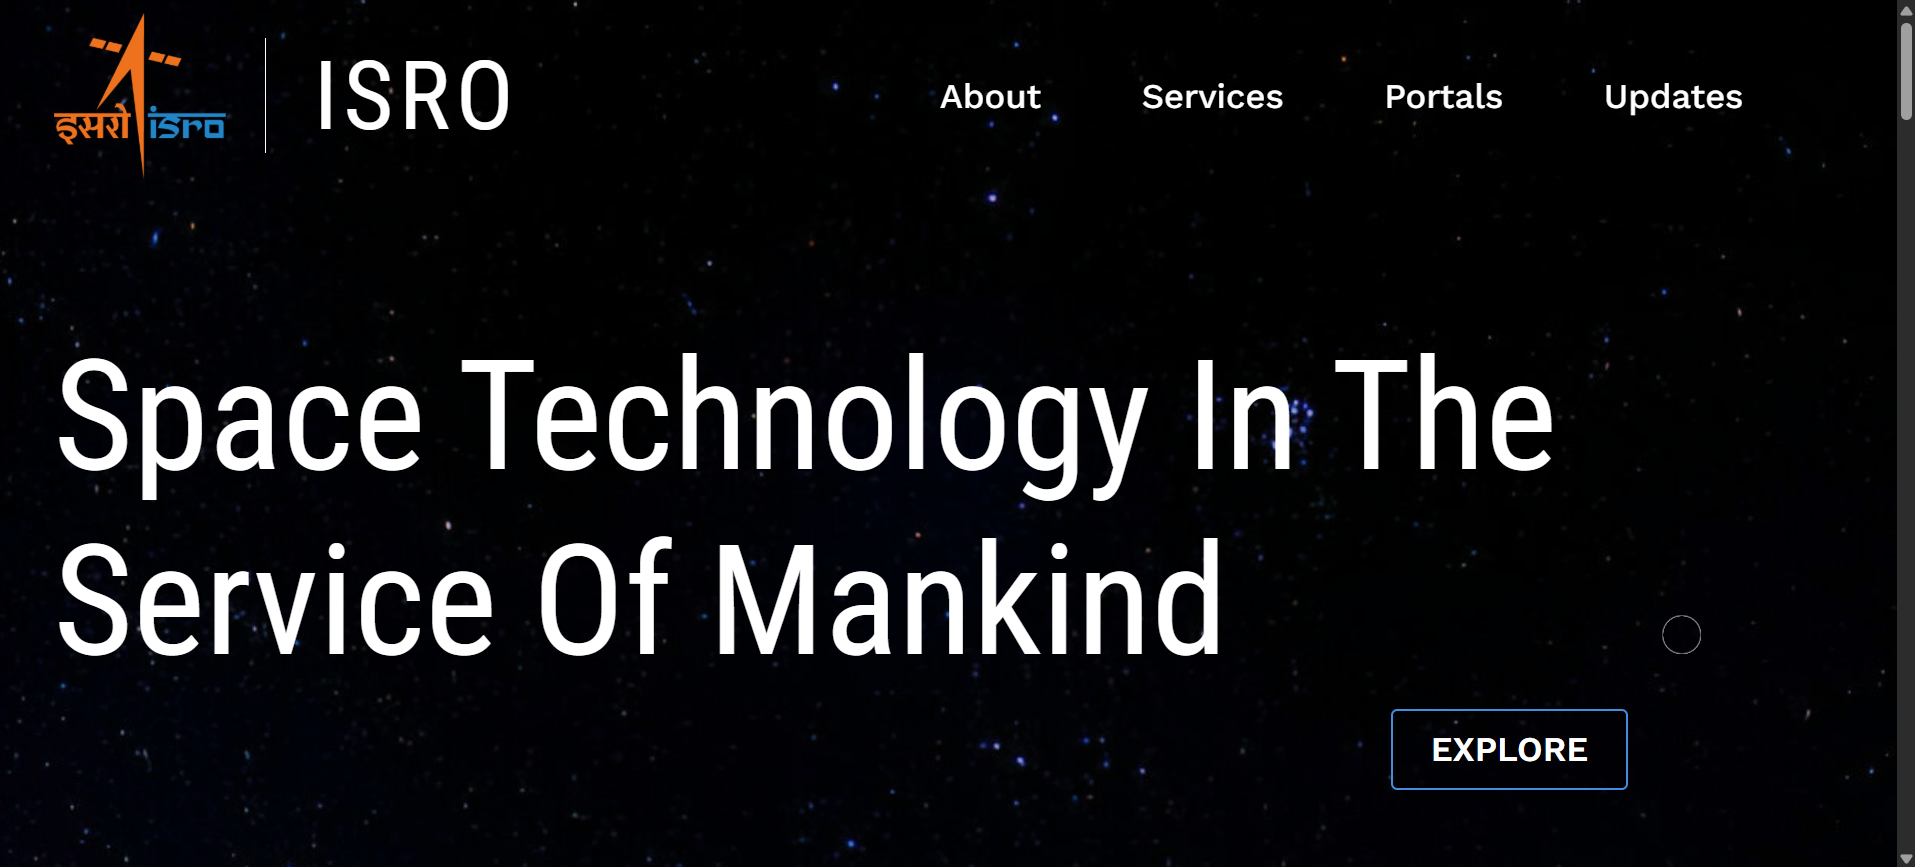 इसरो isro
ISRO
About
Services
Portals
Updates
Space Technology In The
Service Of Mankind
EXPLORE